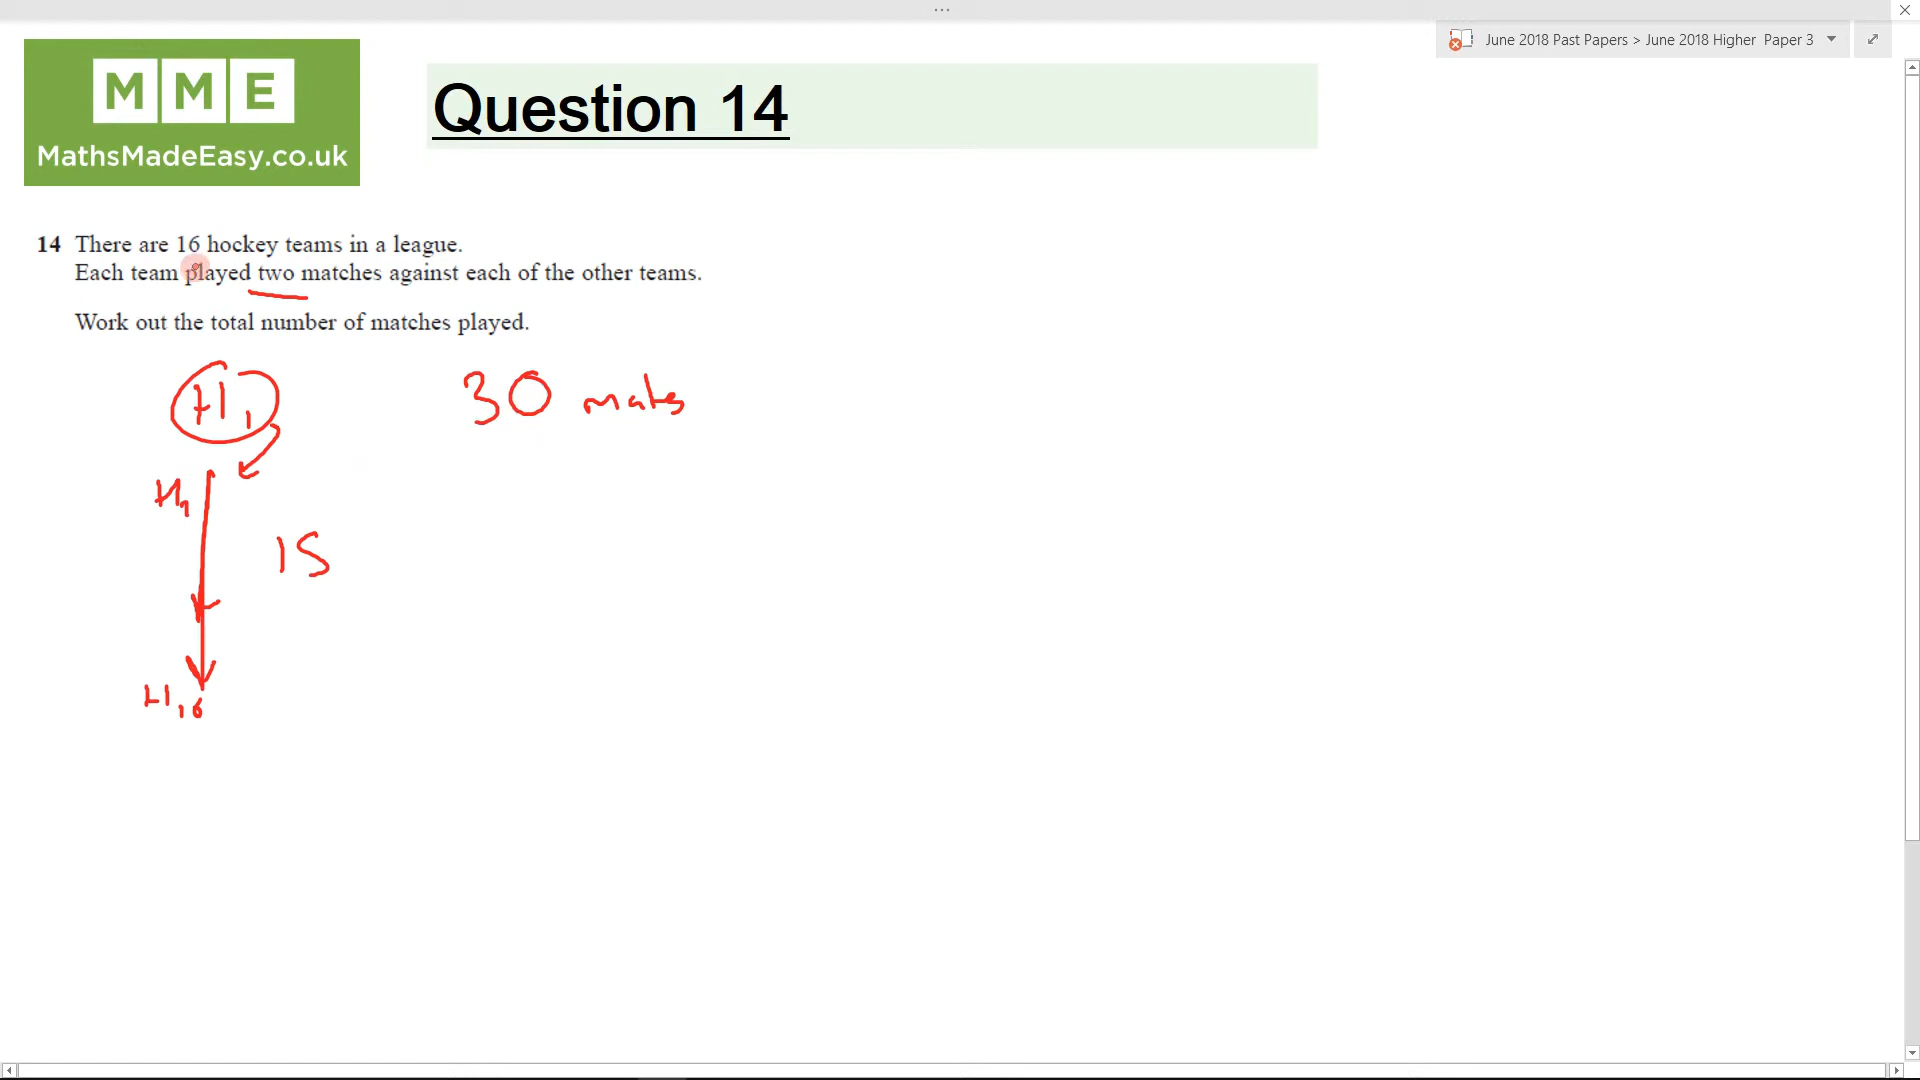 ...
June 2018 Past Papers > June 2018 Higher Paper 3
MME
MathsMadeEasy.co.uk
Question 14
14 There are 16 hockey teams in a league.
Each team played two matches against each of the other teams.
Work out the total number of matches played.
H1
30
15
H16